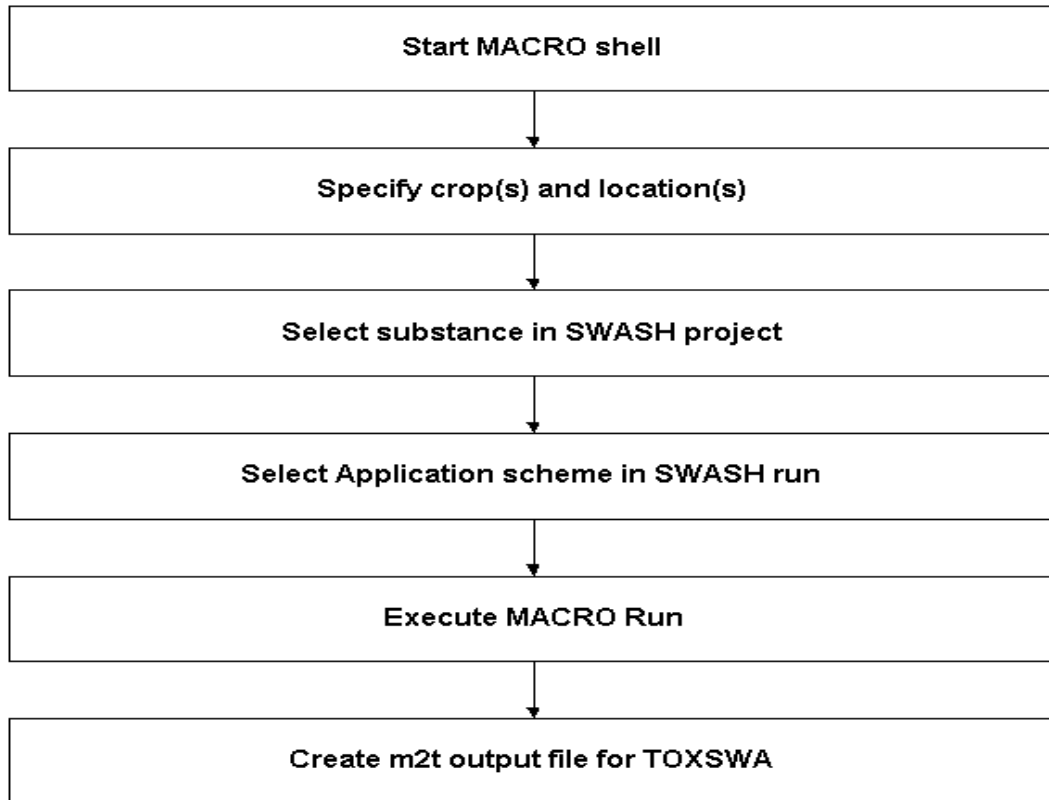 Start MACRO shell
Specify crop(s) and location(s)
Select substance in SWASH project
Select Application scheme in SWASH run
Execute MACRO Run
Create m2t output file for TOXSWA